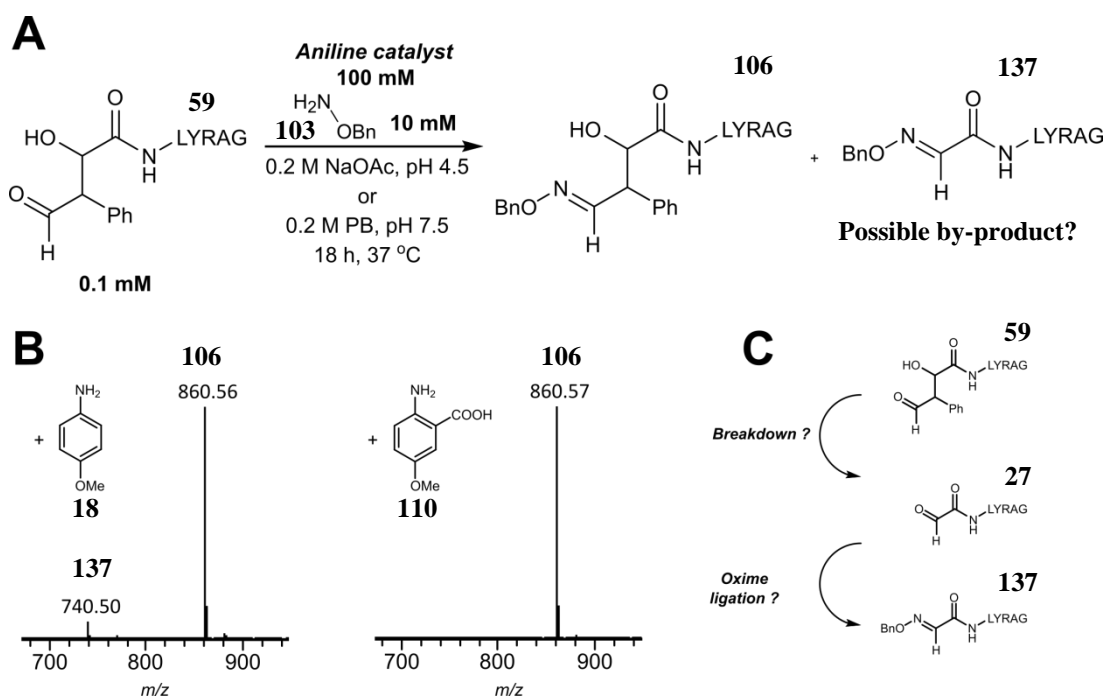 A
Aniline catalyst
100 mM
H2N
OBn
103
10 mM
0.2 M NaOAc, pH 4.5
or
0.2 M PB, pH 7.5
18 h, 37 °C
59
O
HO
N
H
LYRAG
O
H
Ph
0.1 mM
106
O
HO
N
H
LYRAG
BnO
N
H
Ph
+
137
O
N
BnO
H
N
H
LYRAG
Possible by-product?
B
106
860.56
NH2
+
OMe
18
137
740.50
700 800 900
m/z
106
860.57
NH2
COOH
+
OMe
110
700 800 900
m/z
C
59
O
HO
N
H
LYRAG
O
H
Ph
Breakdown ?
27
O
O
H
N
H
LYRAG
Oxime
ligation ?
137
O
N
BnO
H
N
H
LYRAG